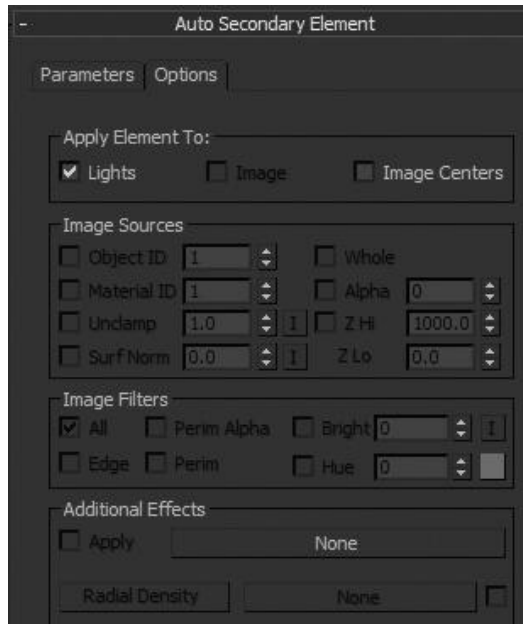 - Auto Secondary Element
Parameters Options
Apply Element To:
Lights Image Image Centers
Image Sources
Object ID 1 Whole
Material ID 1 Alpha 0
Unclamp 1.0 I Z Hi 1000.0
Surf Norm 0.0 I Z Lo 0.0
Image Filters
All Perim Alpha Bright 0 I
Edge Perim Hue 0
Additional Effects
Apply None
Radial Density None